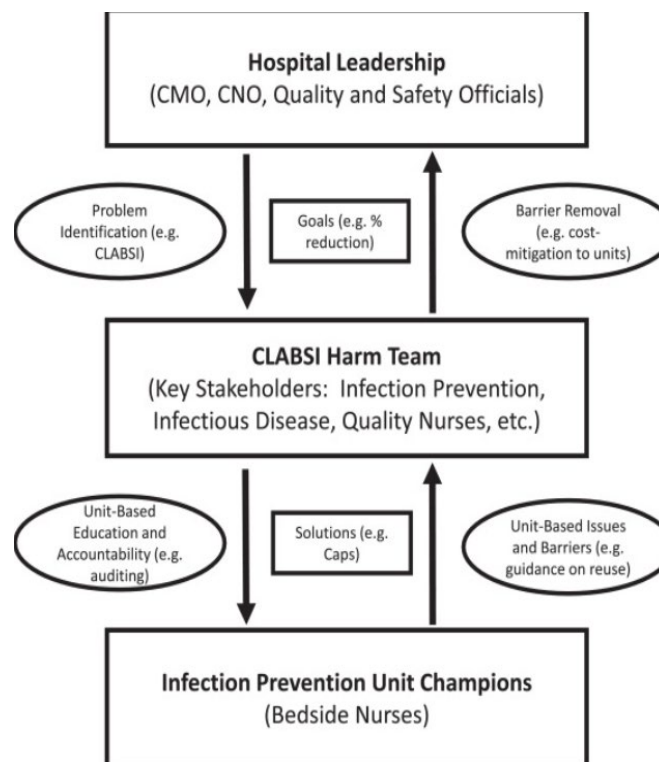 Hospital Leadership
(CMO, CNO, Quality and Safety Officials)
Problem
Identification (e.g.
CLABSI)
Goals (e.g. %
reduction)
Barrier Removal
(e.g. cost-
mitigation to units)
CLABSI Harm Team
(Key Stakeholders: Infection Prevention,
Infectious Disease, Quality Nurses, etc.)
Unit-Based
Education and
Accountability (e.g.
auditing)
Solutions (e.g.
Caps)
Unit-Based Issues
and Barriers (e.g.
guidance on reuse)
Infection Prevention Unit Champions
(Bedside Nurses)